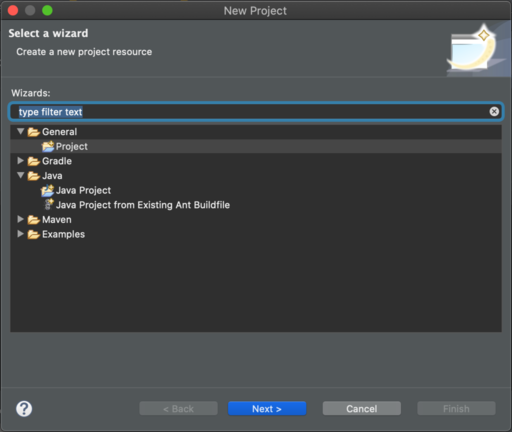 New Project
Select a wizard
Create a new project resource
Wizards:
type filter text
General
Project
Gradle
Java
Java Project
Java Project from Existing Ant Buildfile
Maven
Examples
?
< Back
Next >
Cancel
Finish